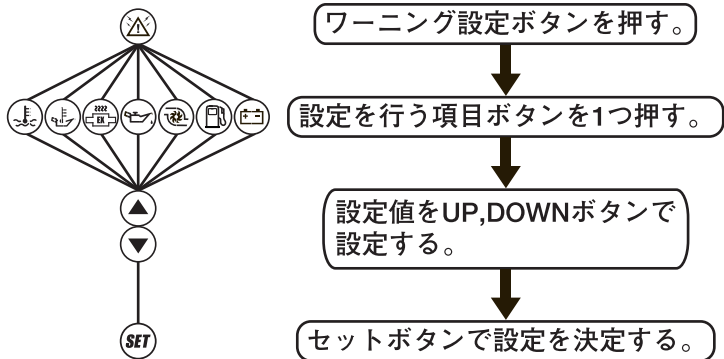 ワーニング設定ボタンを押す。
設定を行う項目ボタンを1つ押す。
EX
設定値をUP,DOWNボタンで
設定する。
SET
セットボタンで設定を決定する。